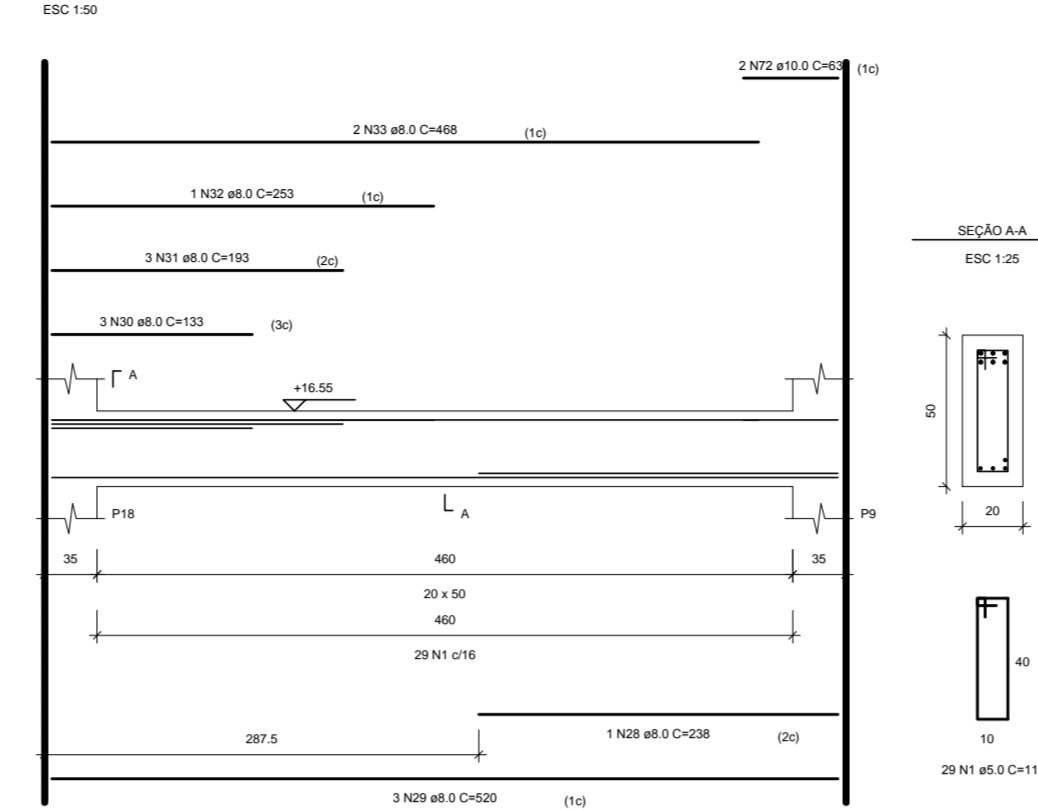 ESC 1:50
2 N72 ø10.0 C=63 (1c)
2 N33 ø8.0 C=468 (1c)
1 N32 ø8.0 C=253 (1c)
3 N31 ø8.0 C=193 (2c)
3 N30 ø8.0 C=133 (3c)
A
+16.55
P18
A
P9
35
460
35
20 x 50
460
29 N1 c/16
287.5
1 N28 ø8.0 C=238 (2c)
3 N29 ø8.0 C=520 (1c)
SEÇÃO A-A
ESC 1:25
50
20
40
10
29 N1 ø5.0 C=11